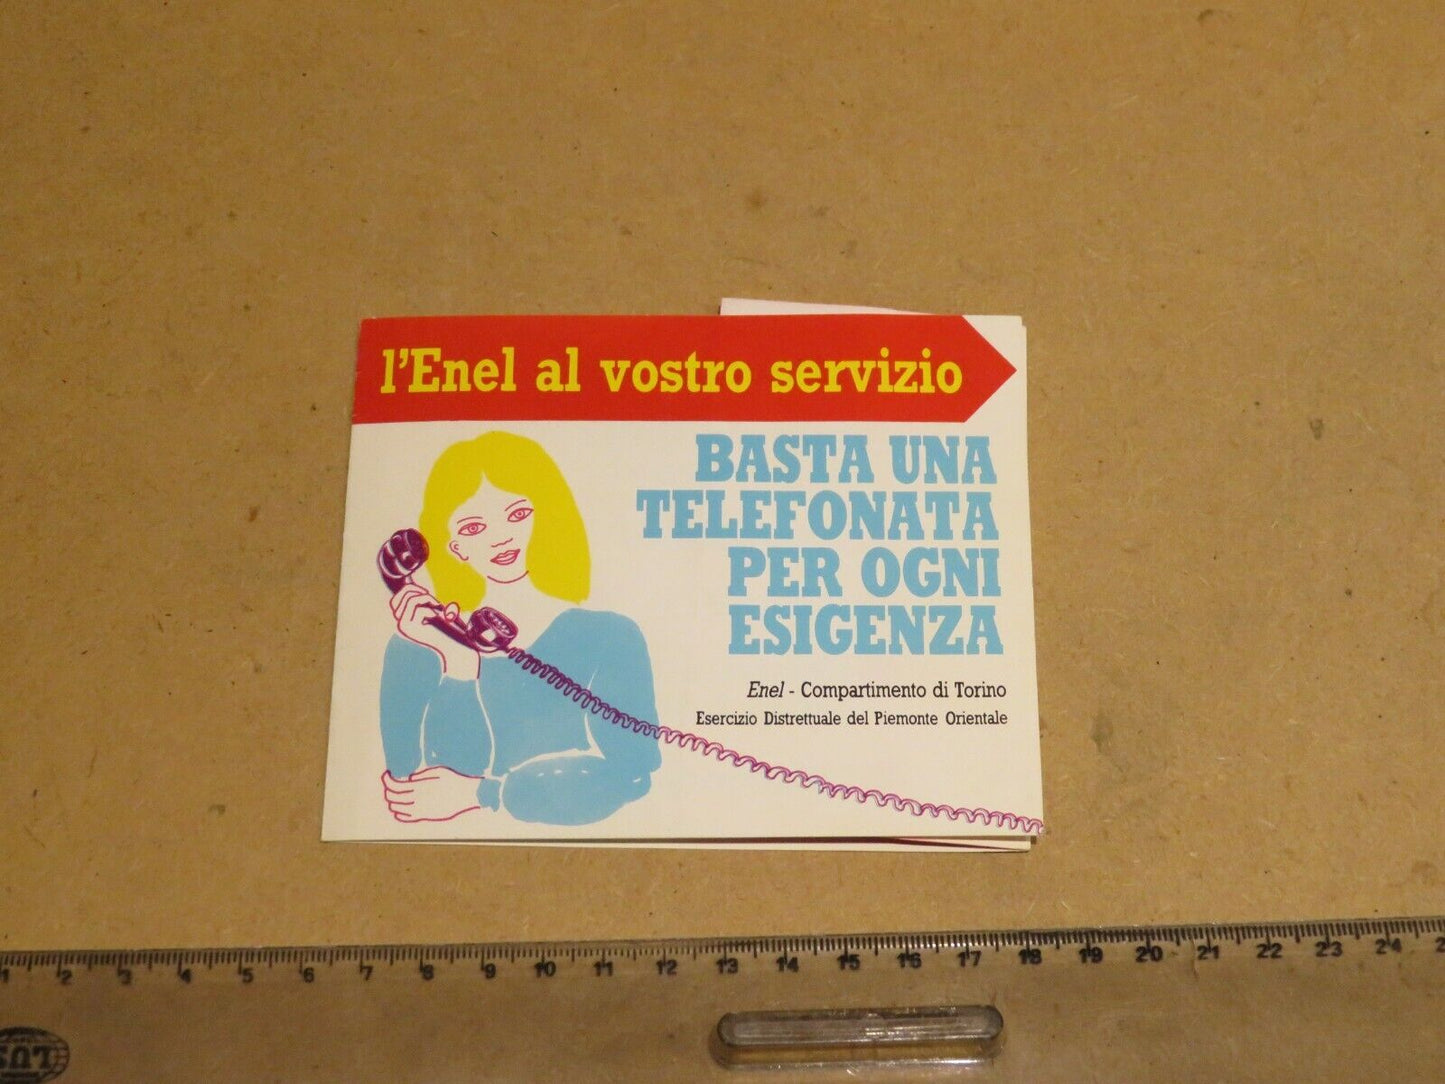 l'Enel al vostro servizio
BASTA UNA
TELEFONATA
PER OGNI
ESIGENZA
Enel - Compartimento di Torino
Esercizio Distrettuale del Piemonte Orientale
1 2 3 4 5 6 7 8 9 10 11 12 13 14 15 16 17 18 19 20 21 22 23 24 2
LUS